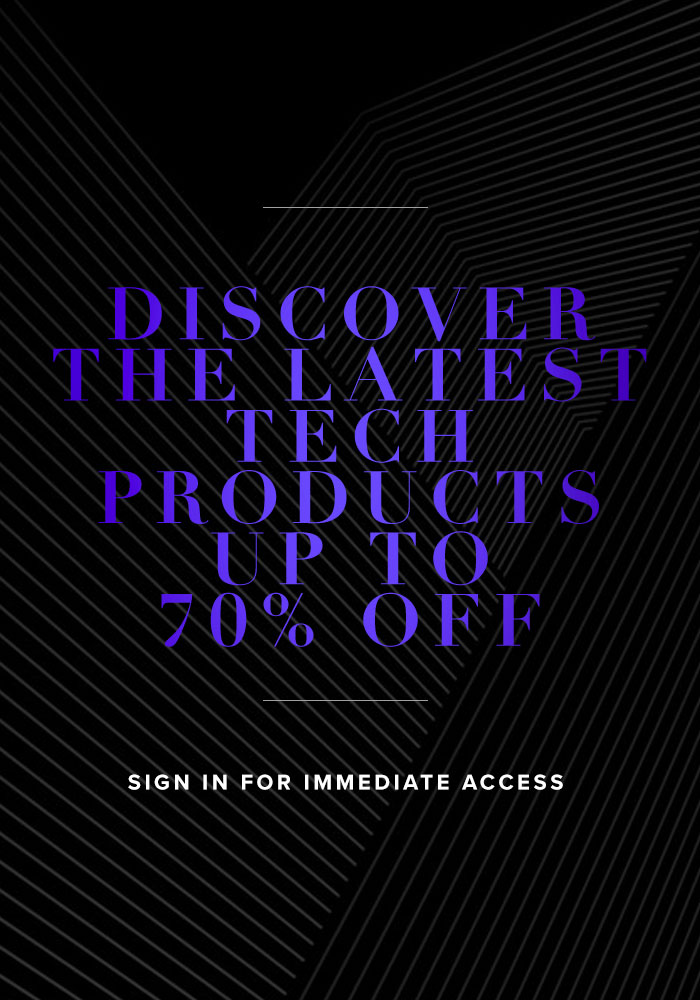 DISCOVER
THE LATEST
TECH
PRODUCTS
UP TO
70% OFF
SIGN IN FOR IMMEDIATE ACCESS